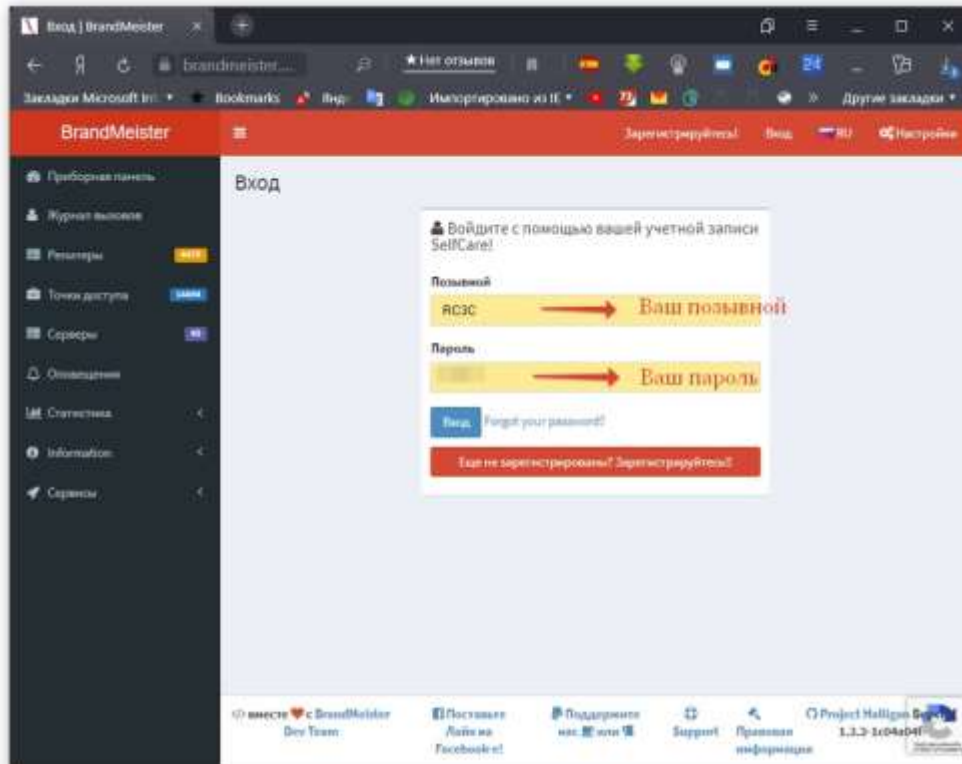 Вход | BrandMeister
brandmeister....
Нет отзывов
24
Bookmarks
Импортировано из IE
Другие закладки
BrandMeister
Зарегистрируйтесь!
Вход
RU
Настройки
Приборная панель
Журнал вызовов
Репитеры
Точки доступа
Серверы
Оповещения
Статистика
Information
Сервисы
Вход
Войдите с помощью вашей учетной записи
SelfCare!
Позывной
RC3C
Ваш позывной
Пароль
Ваш пароль
Вход
Forgot your password?
Еще не зарегистрированы? Зарегистрируйтесь!!
вместе с BrandMeister
Dev Team
Поставьте
Лайк на
Facebook-е!
Поддержите
нас или
Support
Правовая
информация
Project Halligan